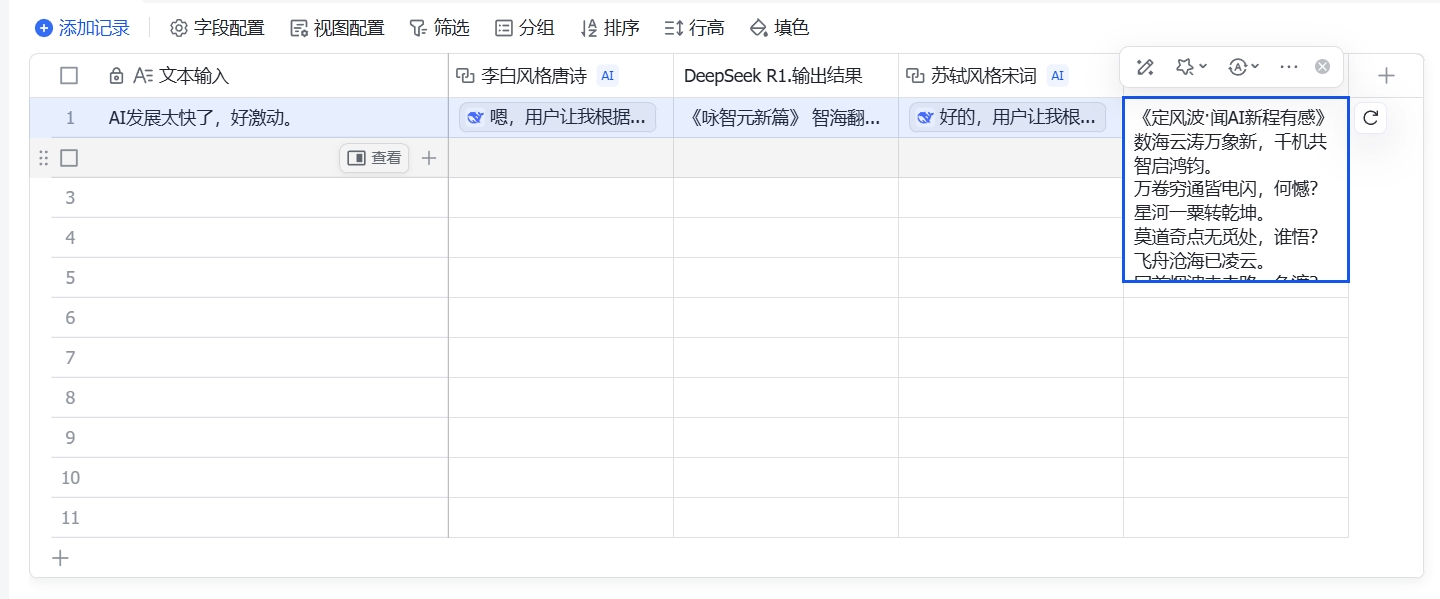 添加记录 字段配置 视图配置 筛选 分组 排序 行高 填色
文本输入 李白风格唐诗 AI DeepSeek R1.输出结果 苏轼风格宋词 AI
1 AI发展太快了，好激动。 嗯，用户让我根据... 《咏智元新篇》 智海翻... 好的，用户让我根...
《定风波·闻AI新程有感》
数海云涛万象新，千机共
智启鸿钧。
万卷穷通皆电闪，何憾？
星河一粟转乾坤。
莫道奇点无觅处，谁悟？
飞舟沧海已凌云。
查看
3
4
5
6
7
8
9
10
11